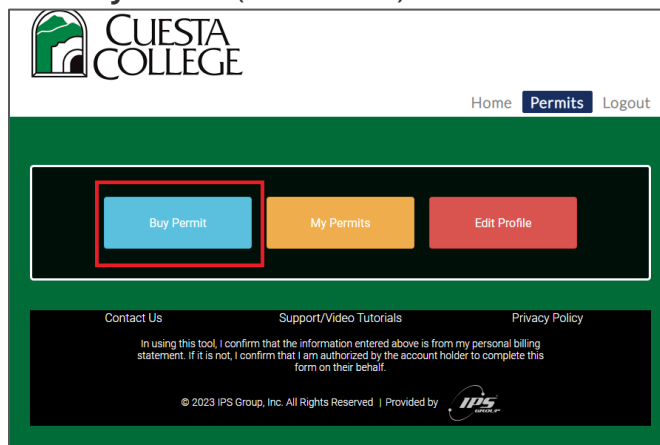 CUESTA
COLLEGE
Home Permits Logout
Buy Permit My Permits Edit Profile
Contact Us Support/Video Tutorials Privacy Policy
In using this tool, I confirm that the information entered above is from my personal billing
statement. If it is not, I confirm that I am authorized by the account holder to complete this
form on their behalf.
© 2023 IPS Group, Inc. All Rights Reserved | Provided by IPS
GROUP